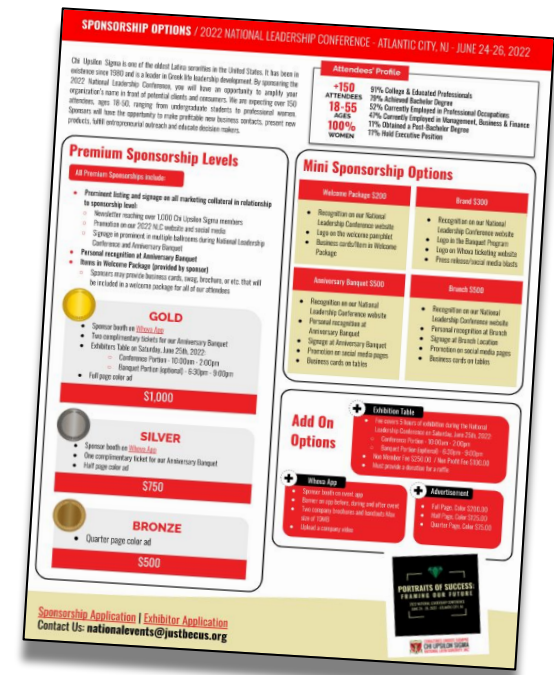 SPONSORSHIP OPTIONS / 2022 NATIONAL LEADERSHIP CONFERENCE - ATLANTIC CITY, NJ - JUNE 24-26, 2022
Chi Upsilon Sigma is one of the oldest Latina sororities in the United States. It has been in
existence since 1980 and is a leader in Greek life leadership development. By sponsoring the
2022 National Leadership Conference, you will have an opportunity to amplify your
organization's name in front of potential clients and consumers. We are expecting over 150
attendees, ages 18-50, ranging from undergraduate students to professional women.
Sponsors will have the opportunity to make profitable new business contacts, present new
products, fulfill entrepreneurial outreach and educate decision makers.
Attendees' Profile
+150
ATTENDEES
18-55
AGES
100%
WOMEN
91% College & Educated Professionals
79% Achieved Bachelor Degree
52% Currently Employed in Professional Occupations
47% Currently Employed in Management, Business & Finance
11% Obtained a Post-Bachelor Degree
17% Hold Executive Position
Premium Sponsorship Levels
All Premium Sponsorships include:
Prominent listing and signage on all marketing collateral in relationship
to sponsorship level:
Newsletter reaching over 1,000 Chi Upsilon Sigma members
Promotion on our 2022 NLC website and social media
Signage in prominent in multiple ballrooms during National Leadership
Conference and Anniversary Banquet
Personal recognition at Anniversary Banquet
Items in Welcome Package (provided by sponsor)
Sponsors may provide business cards, swag, brochure, or etc. that will
be included in a welcome package for all of our attendees
GOLD
Sponsor booth on Whova App
Two complimentary tickets for our Anniversary Banquet
Exhibitors Table on Saturday, June 25th, 2022:
Conference Portion - 10:00am - 2:00pm
Banquet Portion (optional) - 6:30pm - 9:00pm
Full page color ad
$1,000
SILVER
Sponsor booth on Whova App
One complimentary ticket for our Anniversary Banquet
Half page color ad
$750
BRONZE
Quarter page color ad
$500
Mini Sponsorship Options
Welcome Package $200
Recognition on our National
Leadership Conference website
Logo on the welcome pamphlet
Business cards/item in Welcome
Package
Brand $300
Recognition on our National
Leadership Conference website
Logo in the Banquet Program
Logo on Whova ticketing website
Press release/social media blasts
Anniversary Banquet $500
Recognition on our National
Leadership Conference website
Personal recognition at
Anniversary Banquet
Signage at Anniversary Banquet
Promotion on social media pages
Business cards on tables
Brunch $500
Recognition on our National
Leadership Conference website
Personal recognition at Brunch
Signage at Brunch Location
Promotion on social media pages
Business cards on tables
Add On
Options
Exhibition Table
Fee covers 5 hours of exhibition during the National
Leadership Conference on Saturday, June 25th, 2022:
Conference Portion - 10:00am - 2:00pm
Banquet Portion (optional) - 6:30pm - 9:00pm
Non Member Fee $250.00 / Non Profit Fee $100.00
Must provide a donation for a raffle
Whova App
Sponsor booth on event app
Banner on app before, during and after event
Two company brochures and handouts (Max
size of 10MB)
Upload a company video
Advertisement
Full Page, Color $200.00
Half Page, Color $125.00
Quarter Page, Color $75.00
PORTRAITS OF SUCCESS:
FRAMING OUR FUTURE
CHI UPSILON SIGMA
Sponsorship Application | Exhibitor Application
Contact Us: nationalevents@justbecus.org